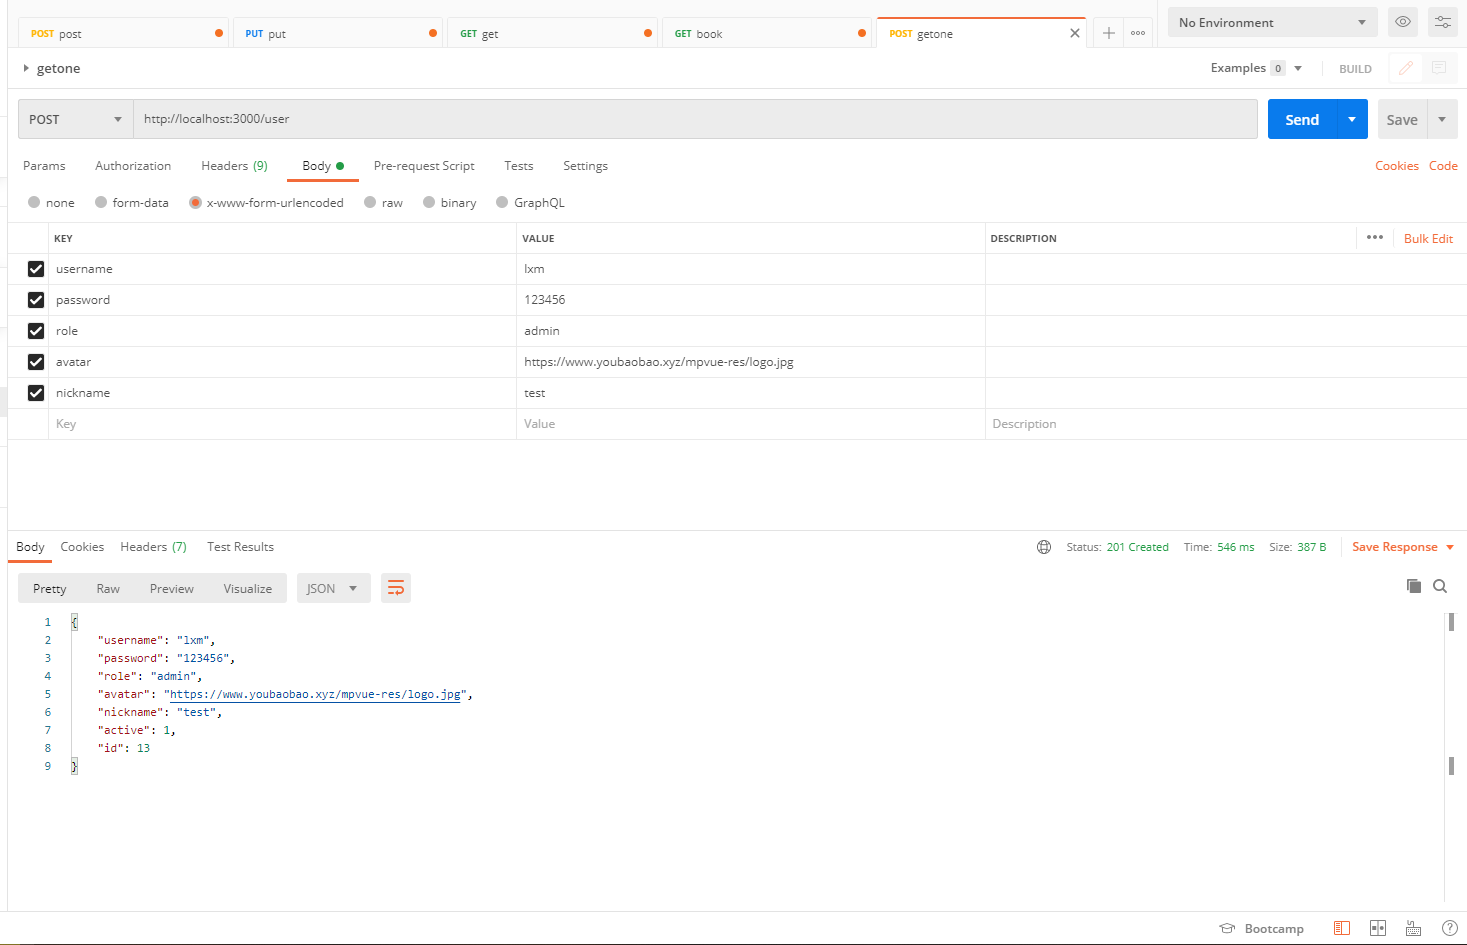 POST post PUT put GET get GET book POST getone No Environment
getone Examples 0 BUILD
POST http://localhost:3000/user Send Save
Params Authorization Headers (9) Body Pre-request Script Tests Settings Cookies Code
none form-data x-www-form-urlencoded raw binary GraphQL
KEY VALUE DESCRIPTION Bulk Edit
username lxm
password 123456
role admin
avatar https://www.youbaobao.xyz/mpvue-res/logo.jpg
nickname test
Key Value Description
Body Cookies Headers (7) Test Results Status: 201 Created Time: 546 ms Size: 387 B Save Response
Pretty Raw Preview Visualize JSON
1 {
2 "username": "lxm",
3 "password": "123456",
4 "role": "admin",
5 "avatar": "https://www.youbaobao.xyz/mpvue-res/logo.jpg",
6 "nickname": "test",
7 "active": 1,
8 "id": 13
9 }
Bootcamp